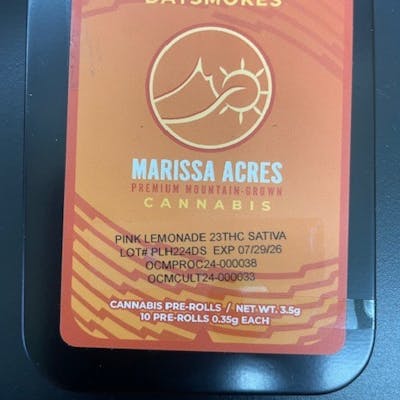 DAYSMOKES
MARISSA ACRES
PREMIUM MOUNTAIN-GROWN
CANNABIS
PINK LEMONADE 23THC SATIVA
LOT# PLH224DS EXP 07/29/26
OCMPROC24-000038
OCMCULT24-000033
CANNABIS PRE-ROLLS / NET WT. 3.5g
10 PRE-ROLLS 0.35g EACH